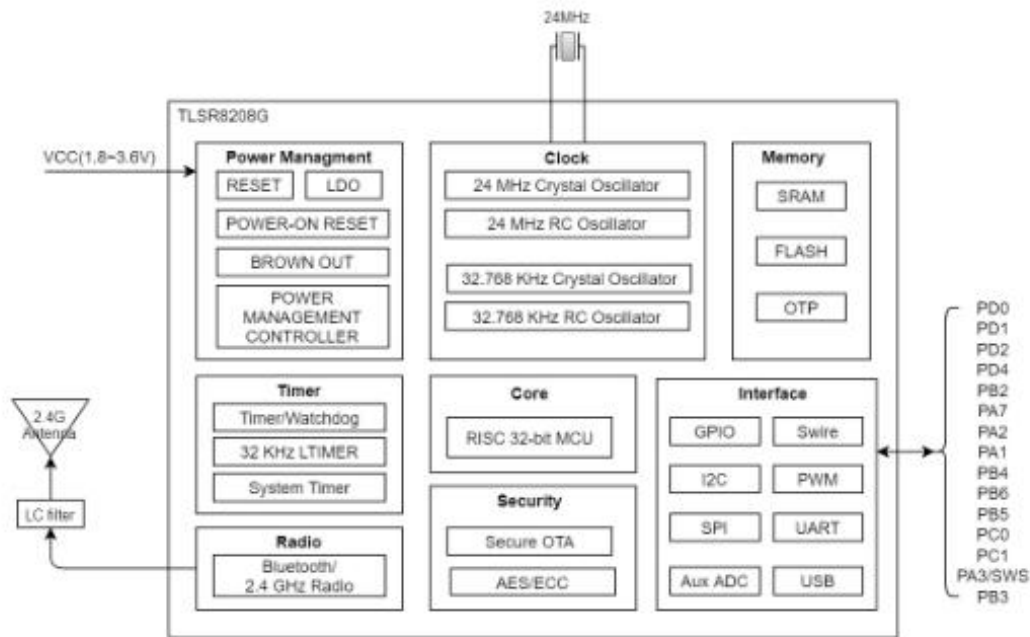 24MHz
TLSR8208G
VCC(1.8~3.6V)
Power Managment
RESET
LDO
POWER-ON RESET
BROWN OUT
POWER
MANAGEMENT
CONTROLLER
Clock
24 MHz Crystal Oscillator
24 MHz RC Oscillator
32.768 KHz Crystal Oscillator
32.768 KHz RC Oscillator
Memory
SRAM
FLASH
OTP
Timer
Timer/Watchdog
32 KHz LTIMER
System Timer
Core
RISC 32-bit MCU
Security
Secure OTA
AES/ECC
Interface
GPIO
Swire
I2C
PWM
SPI
UART
Aux ADC
USB
Radio
Bluetooth/
2.4 GHz Radio
2.4G
Antenna
LC filter
PD0
PD1
PD2
PD4
PB2
PA7
PA2
PA1
PB4
PB6
PB5
PC0
PC1
PA3/SWS
PB3